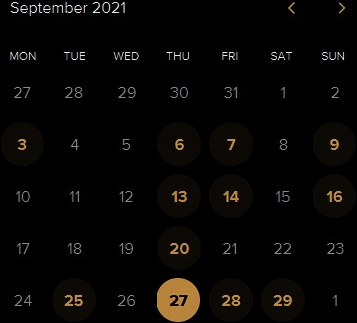 September 2021
MON TUE WED THU FRI SAT SUN
27 28 29 30 31 1 2
3 4 5 6 7 8 9
10 11 12 13 14 15 16
17 18 19 20 21 22 23
24 25 26 27 28 29 1